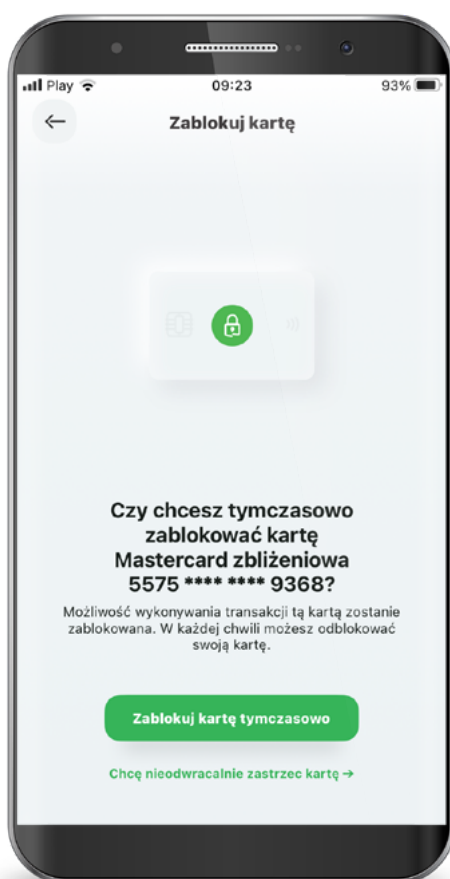 Play
09:23
93%
Zablokuj kartę
Czy chcesz tymczasowo
zablokować kartę
Mastercard zbliżeniowa
5575 **** **** 9368?
Możliwość wykonywania transakcji tą kartą zostanie
zablokowana. W każdej chwili możesz odblokować
swoją kartę.
Zablokuj kartę tymczasowo
Chcę nieodwracalnie zastrzec kartę →